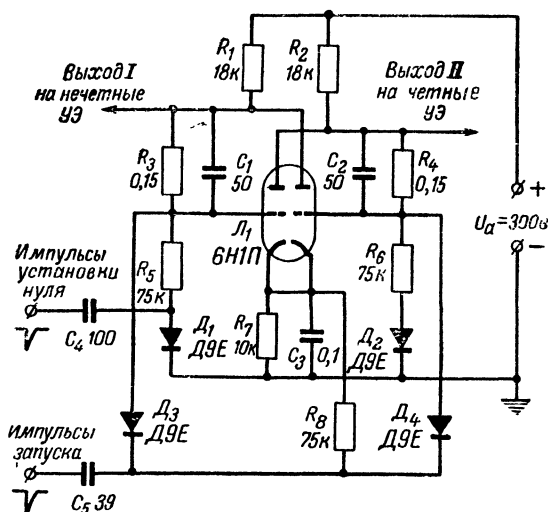 R₁
18к
R₂
18к
Выход I
на нечетные
УЭ
Выход II
на четные
УЭ
R₃
0,15
C₁
50
C₂
50
R₄
0,15
+
Uа=300в
−
Л₁
6Н1П
Импульсы
установки
нуля
R₅
75к
R₆
75к
C₄ 100
Д₁
Д9Е
R₇
10к
C₃
0,1
Д₂
Д9Е
Д₃
Д9Е
R₈
75к
Д₄
Д9Е
Импульсы
запуска
C₅ 39